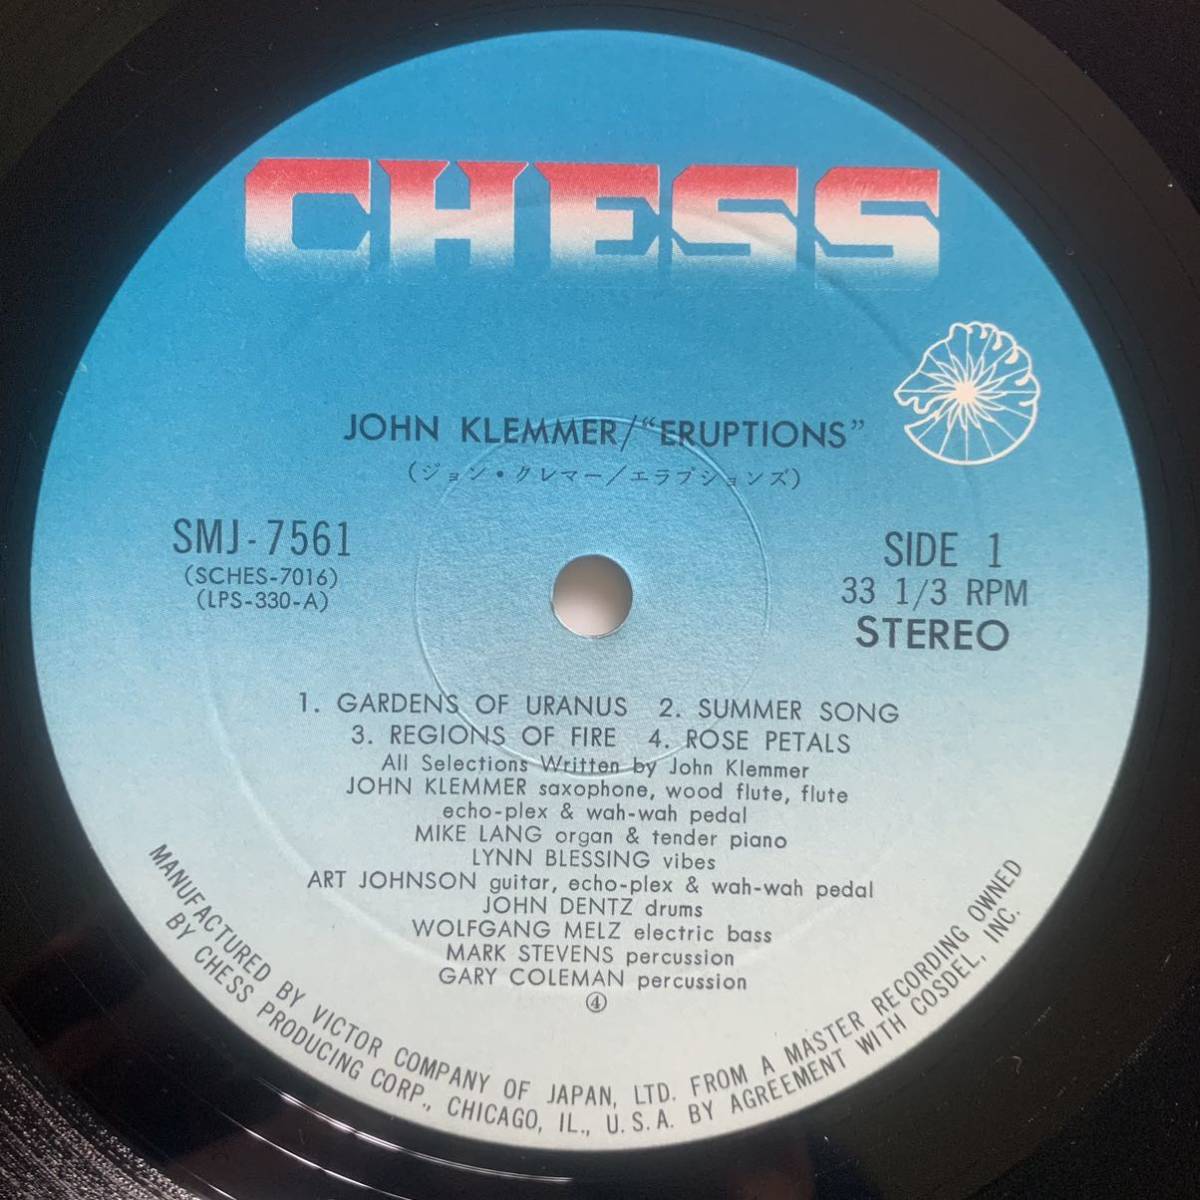 CHESS
JOHN KLEMMER/“ERUPTIONS”
(ジョン・クレマー/エラプションズ)
SMJ-7561
(SCHES-7016)
(LPS-330-A)
SIDE 1
33 1/3 RPM
STEREO
1. GARDENS OF URANUS 2. SUMMER SONG
3. REGIONS OF FIRE 4. ROSE PETALS
All Selections Written by John Klemmer
JOHN KLEMMER saxophone, wood flute, flute
echo-plex & wah-wah pedal
MIKE LANG organ & tender piano
LYNN BLESSING vibes
ART JOHNSON guitar, echo-plex & wah-wah pedal
JOHN DENTZ drums
WOLFGANG MELZ electric bass
MARK STEVENS percussion
GARY COLEMAN percussion
④
MANUFACTURED BY VICTOR COMPANY OF JAPAN, LTD. FROM A MASTER RECORDING OWNED
BY CHESS PRODUCING CORP., CHICAGO, IL., U.S.A. BY AGREEMENT WITH COSDEL, INC.